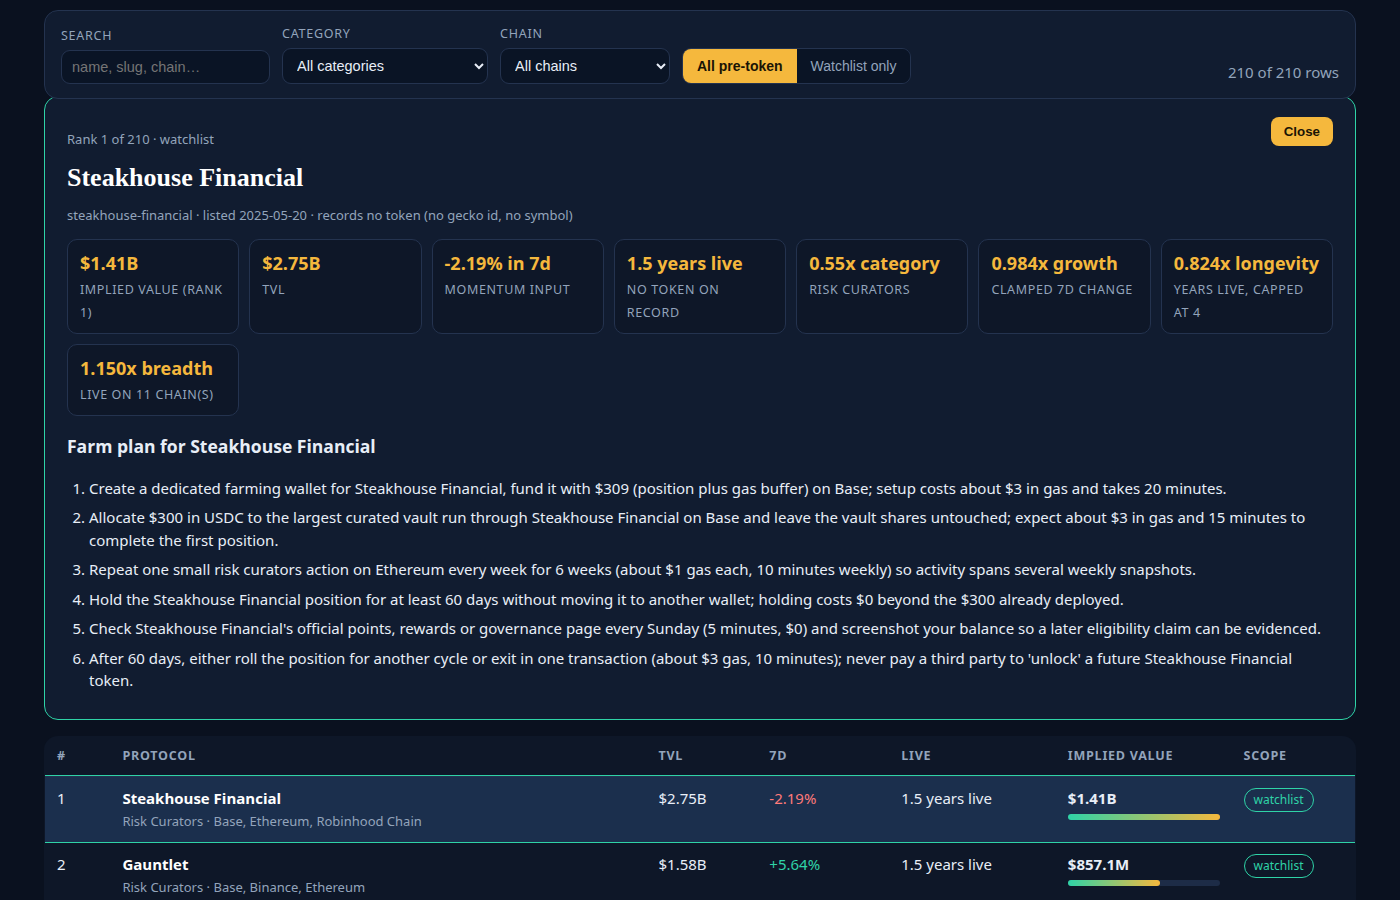 SEARCH
CATEGORY
CHAIN
name, slug, chain…
All categories
All chains
All pre-token
Watchlist only
210 of 210 rows
Rank 1 of 210 · watchlist
Close
Steakhouse Financial
steakhouse-financial · listed 2025-05-20 · records no token (no gecko id, no symbol)
$1.41B
IMPLIED VALUE (RANK
1)
$2.75B
TVL
-2.19% in 7d
MOMENTUM INPUT
1.5 years live
NO TOKEN ON
RECORD
0.55x category
RISK CURATORS
0.984x growth
CLAMPED 7D CHANGE
0.824x longevity
YEARS LIVE, CAPPED
AT 4
1.150x breadth
LIVE ON 11 CHAIN(S)
Farm plan for Steakhouse Financial
1. Create a dedicated farming wallet for Steakhouse Financial, fund it with $309 (position plus gas buffer) on Base; setup costs about $3 in gas and takes 20 minutes.
2. Allocate $300 in USDC to the largest curated vault run through Steakhouse Financial on Base and leave the vault shares untouched; expect about $3 in gas and 15 minutes to
complete the first position.
3. Repeat one small risk curators action on Ethereum every week for 6 weeks (about $1 gas each, 10 minutes weekly) so activity spans several weekly snapshots.
4. Hold the Steakhouse Financial position for at least 60 days without moving it to another wallet; holding costs $0 beyond the $300 already deployed.
5. Check Steakhouse Financial's official points, rewards or governance page every Sunday (5 minutes, $0) and screenshot your balance so a later eligibility claim can be evidenced.
6. After 60 days, either roll the position for another cycle or exit in one transaction (about $3 gas, 10 minutes); never pay a third party to 'unlock' a future Steakhouse Financial
token.
# PROTOCOL TVL 7D LIVE IMPLIED VALUE SCOPE
1 Steakhouse Financial $2.75B -2.19% 1.5 years live $1.41B watchlist
Risk Curators · Base, Ethereum, Robinhood Chain
2 Gauntlet $1.58B +5.64% 1.5 years live $857.1M watchlist
Risk Curators · Base, Binance, Ethereum